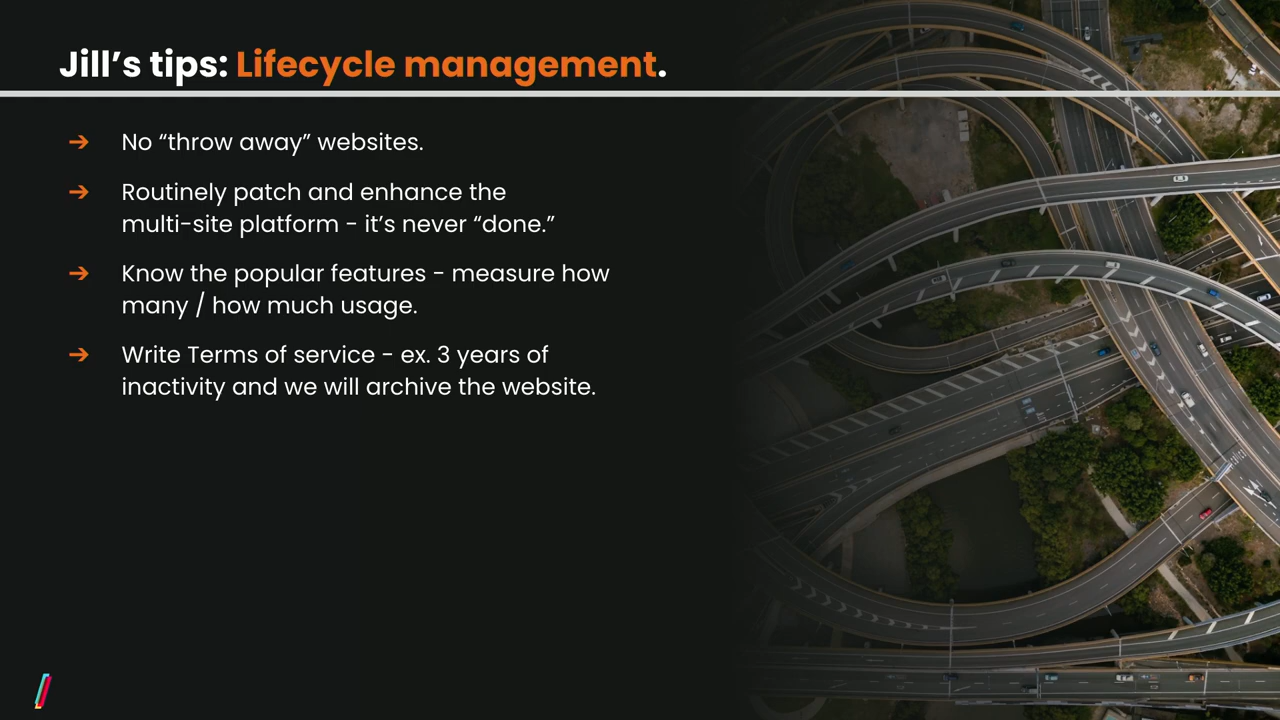 Jill’s tips: Lifecycle management.
➔ No “throw away” websites.
➔ Routinely patch and enhance the
multi-site platform - it’s never “done.”
➔ Know the popular features - measure how
many / how much usage.
➔ Write Terms of service - ex. 3 years of
inactivity and we will archive the website.